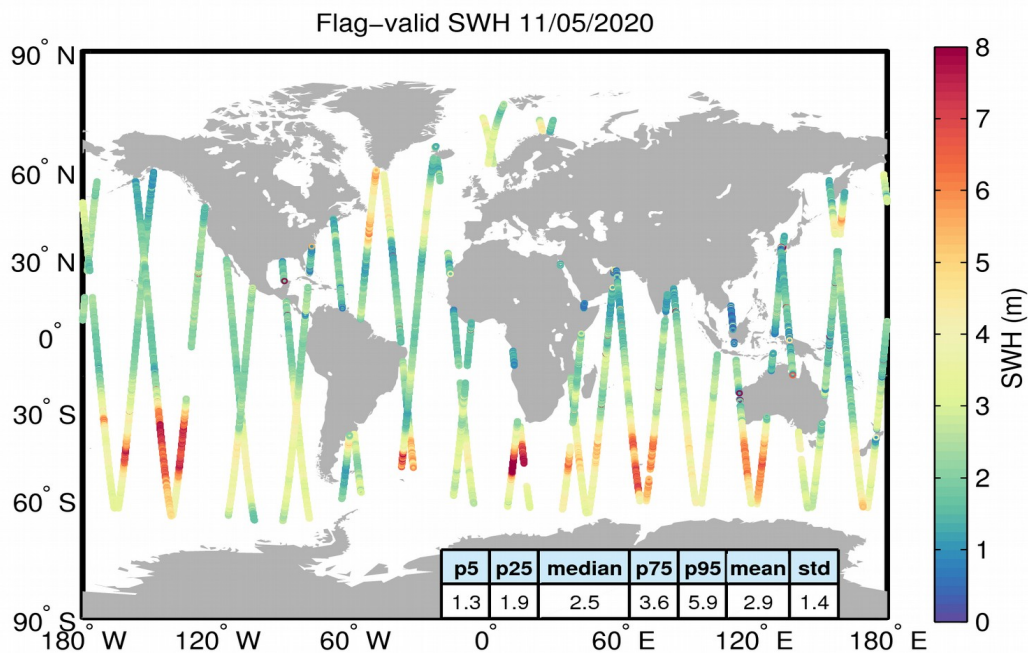 Flag−valid SWH 11/05/2020
90° N
60° N
30° N
0°
30° S
60° S
90° S
180° W
120° W
60° W
0°
60° E
120° E
180° E
8
7
6
5
4
3
2
1
0
SWH (m)
p5 p25 median p75 p95 mean std
1.3 1.9 2.5 3.6 5.9 2.9 1.4